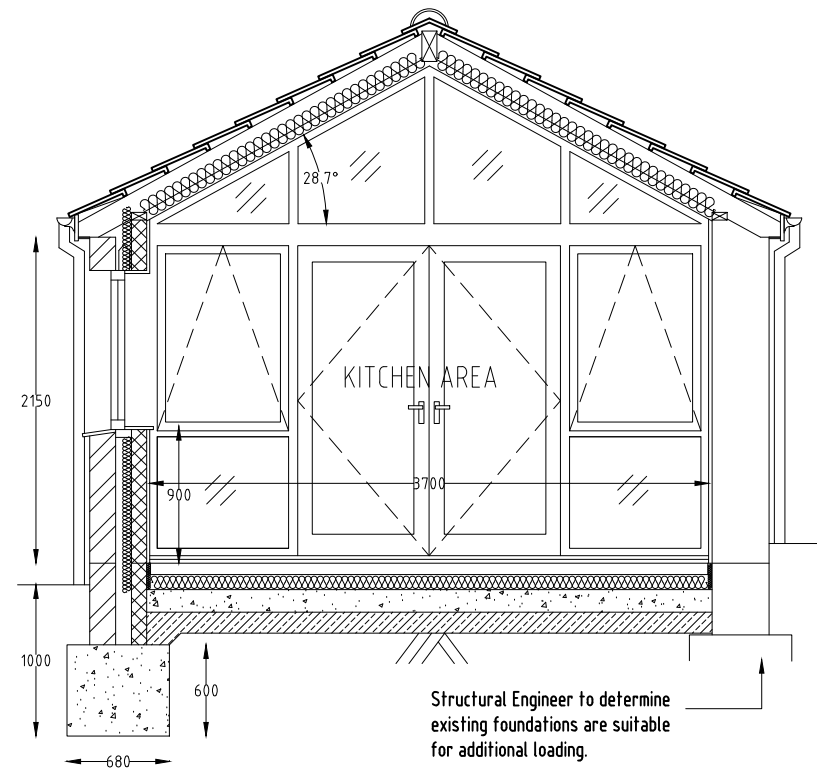 28.7°
KITCHEN AREA
2150
3700
900
1000
600
680
Structural Engineer to determine
existing foundations are suitable
for additional loading.